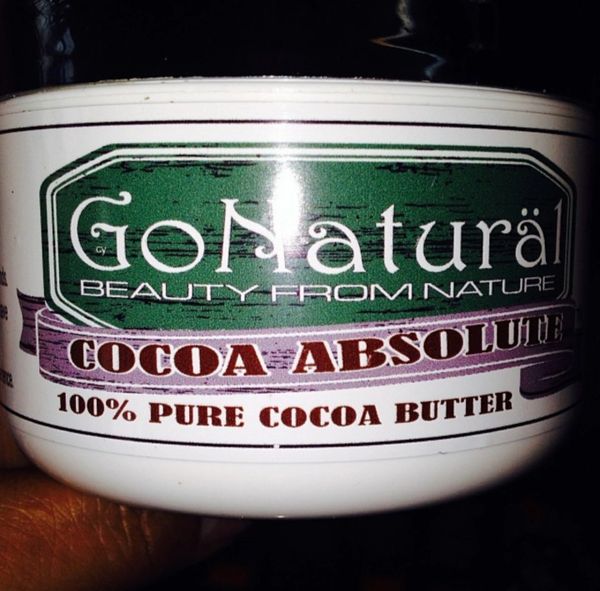 GoNaturäl
BEAUTY FROM NATURE
COCOA ABSOLUTE
100% PURE COCOA BUTTER